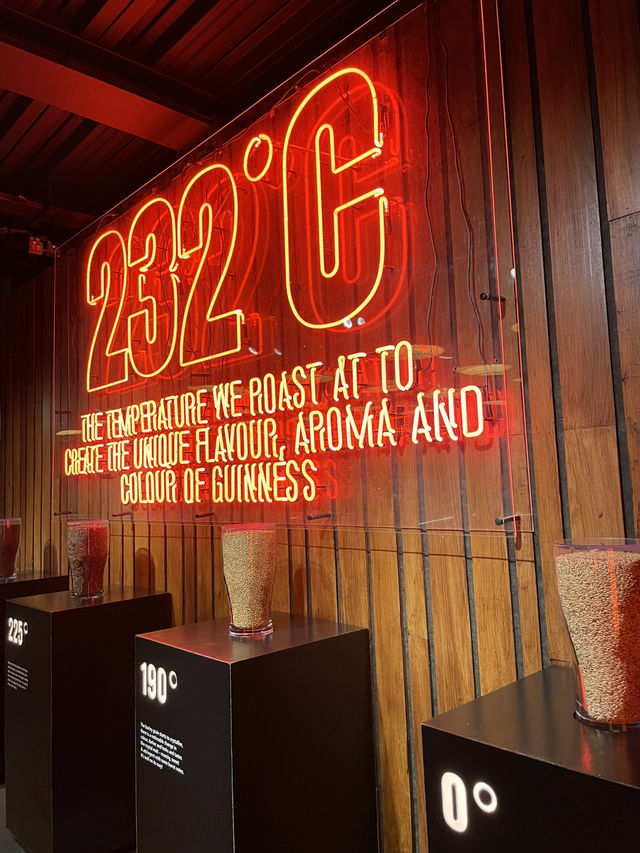 232°C
THE TEMPERATURE WE ROAST AT TO
CREATE THE UNIQUE FLAVOUR, AROMA AND
COLOUR OF GUINNESS
225°
190°
0°